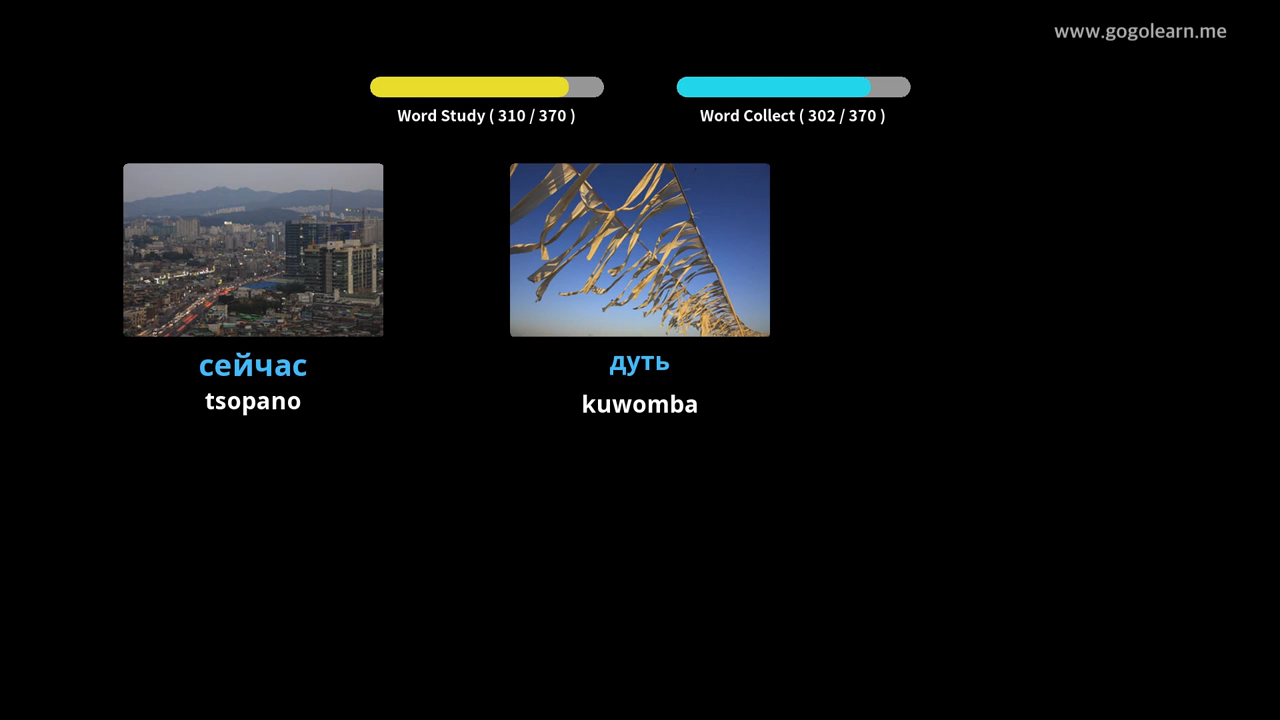 www.gogolearn.me
Word Study ( 310 / 370 )
Word Collect ( 302 / 370 )
сейчас
tsopano
дуть
kuwomba